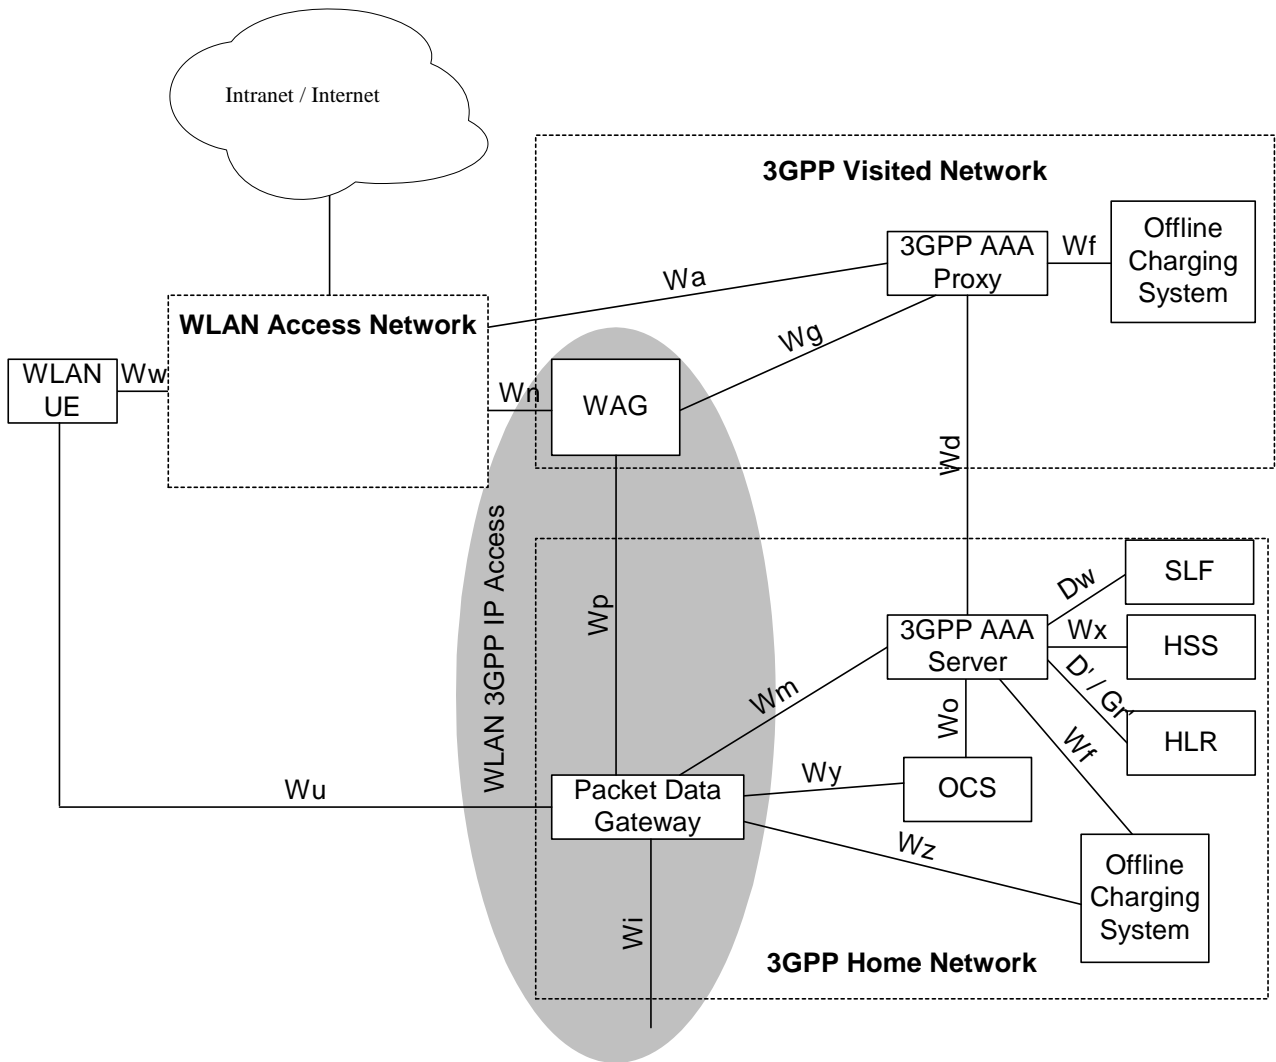 Intranet / Internet
3GPP Visited Network
Offline
Charging
System
3GPP AAA
Proxy
Wf
Wa
Wg
WLAN Access Network
WLAN
UE
Ww
Wn
WAG
Wd
WLAN 3GPP IP Access
Wp
SLF
Dw
3GPP AAA
Server
Wx
HSS
D' / Gr'
HLR
Wm
Wo
Wf
Wu
Packet Data
Gateway
Wy
OCS
Wz
Offline
Charging
System
Wi
3GPP Home Network